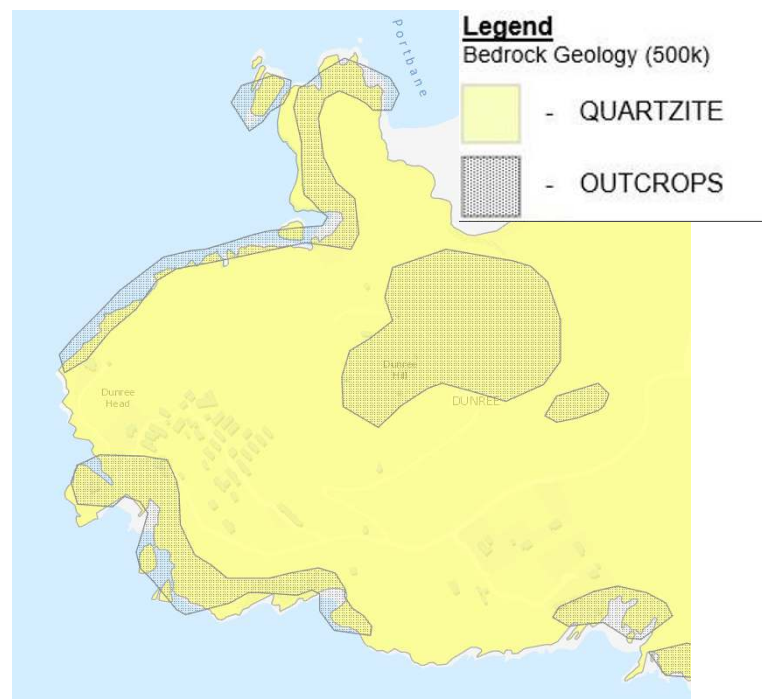 Legend
Bedrock Geology (500k)
- QUARTZITE
- OUTCROPS
Portbane
Dunree
Hill
DUNREE
Dunree
Head